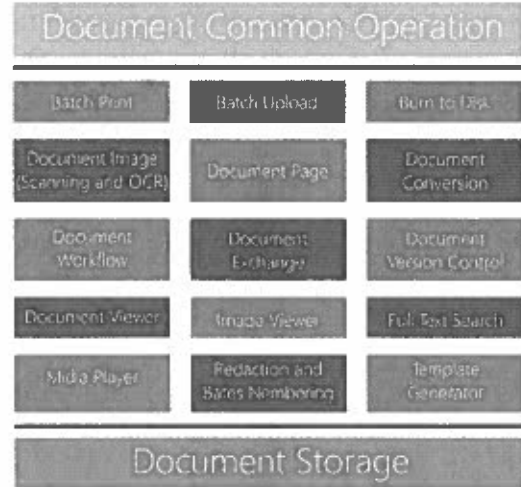 Document Common Operation
Batch Print
Batch Upload
Burn to Disk
Document Image
(Scanning and OCR)
Document Page
Document
Conversion
Document
Workflow
Document
Exchange
Document
Version Control
Document Viewer
Image Viewer
Full Text Search
Midia Player
Redaction and
Bates Nembering
Template
Generator
Document Storage